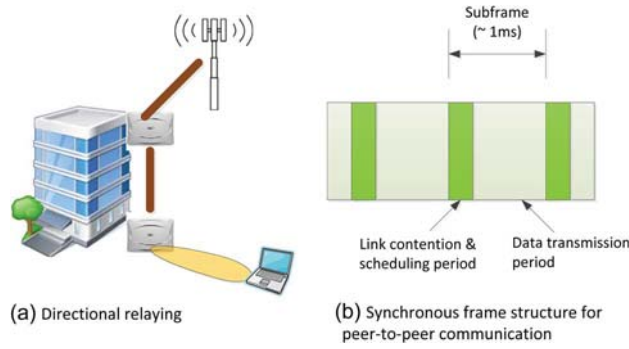 Subframe
(~ 1ms)
Link contention &
scheduling period
Data transmission
period
(a) Directional relaying
(b) Synchronous frame structure for
peer-to-peer communication